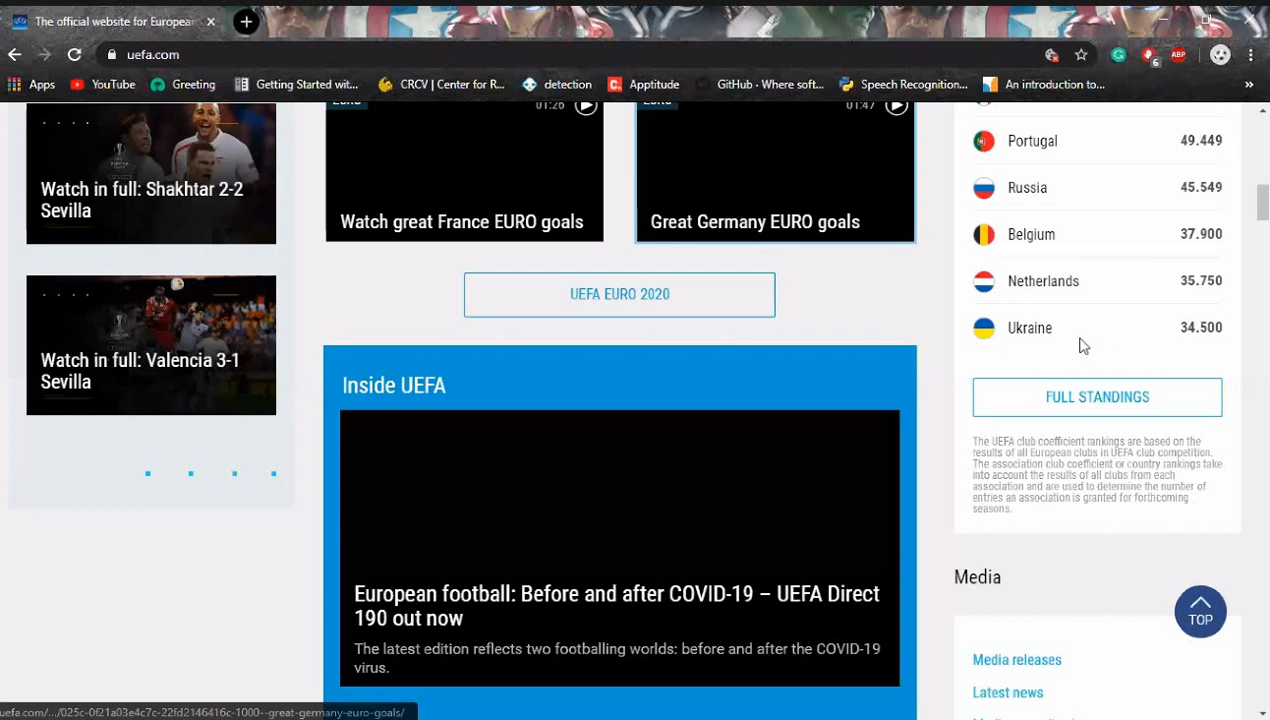 The official website for European
uefa.com
6
ABP
Apps
YouTube
Greeting
Getting Started wit...
CRCV | Center for R...
detection
Apptitude
GitHub · Where soft...
Speech Recognition...
An introduction to...
»
Watch in full: Shakhtar 2-2
Sevilla
Watch in full: Valencia 3-1
Sevilla
EURO
01:26
Watch great France EURO goals
01:47
Great Germany EURO goals
UEFA EURO 2020
Inside UEFA
European football: Before and after COVID-19 – UEFA Direct
190 out now
The latest edition reflects two footballing worlds: before and after the COVID-19
virus.
Portugal 49.449
Russia 45.549
Belgium 37.900
Netherlands 35.750
Ukraine 34.500
FULL STANDINGS
The UEFA club coefficient rankings are based on the
results of all European clubs in UEFA club competition.
The association club coefficient or country rankings take
into account the results of all clubs from each
association and are used to determine the number of
entries an association is granted for forthcoming
seasons.
Media
TOP
Media releases
Latest news
uefa.com/.../025c-0f21a03e4c7c-22fd2146416c-1000--great-germany-euro-goals/